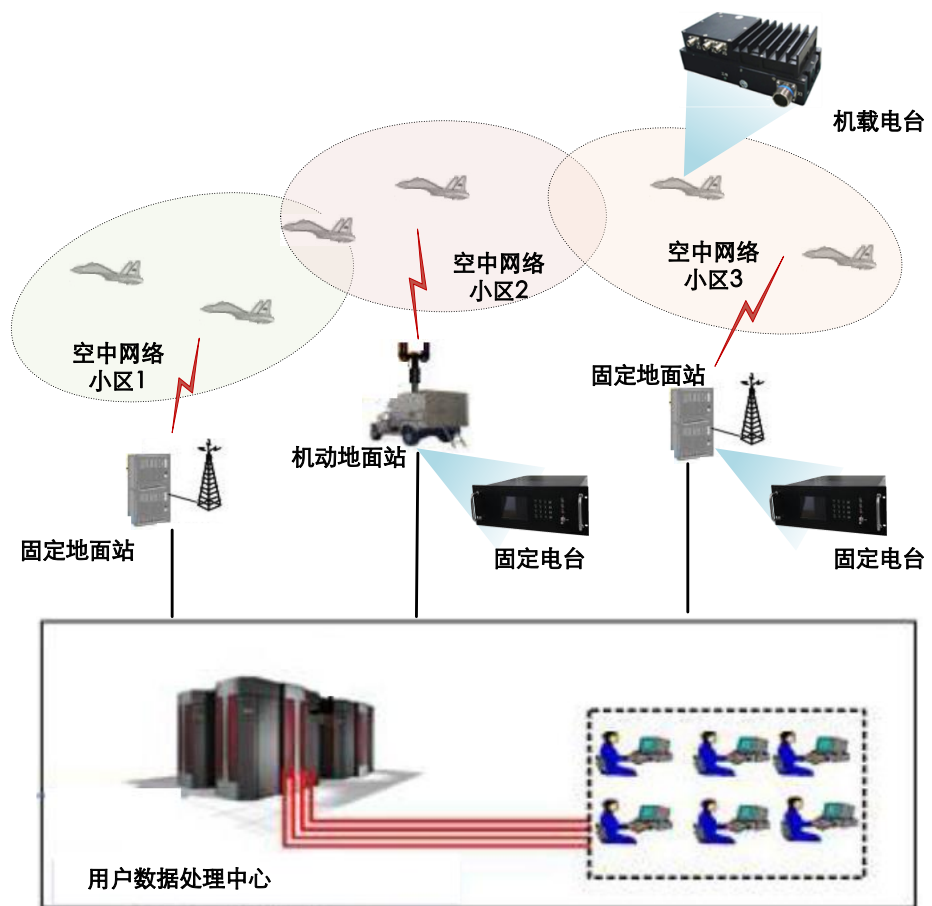 机载电台
空中网络
小区2
空中网络
小区3
空中网络
小区1
固定地面站
机动地面站
固定地面站
固定电台
固定电台
用户数据处理中心